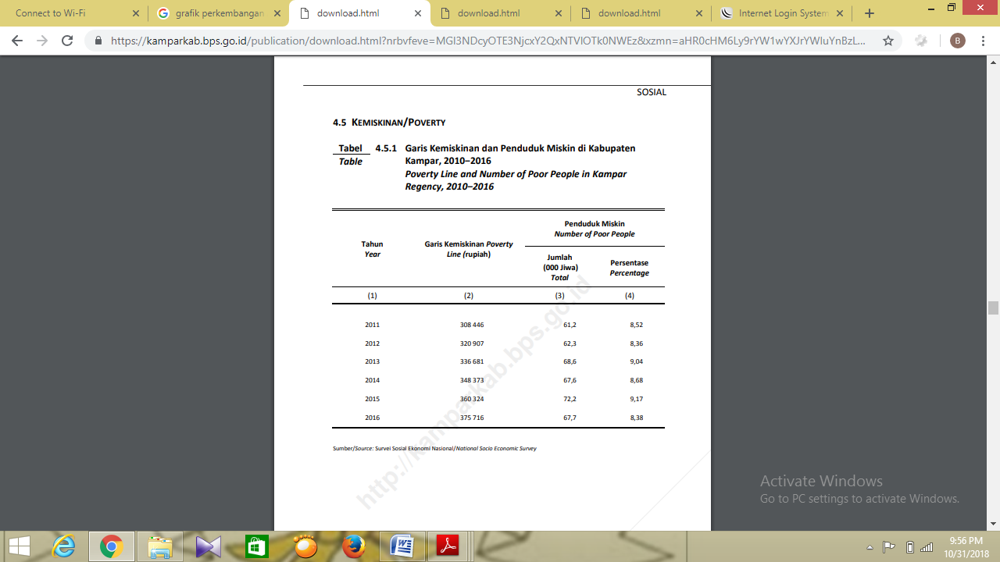 Connect to Wi-Fi
grafik perkembangan
download.html
download.html
download.html
Internet Login System
https://kamparkab.bps.go.id/publication/download.html?nrbvfeve=MGI3NDcyOTE3NjcxY2QxNTVlOTk0NWEz&xzmn=aHR0cHM6Ly9rYW1wYXJrYWIuYnBzL...
B
SOSIAL
4.5 KEMISKINAN/POVERTY
Tabel 4.5.1 Garis Kemiskinan dan Penduduk Miskin di Kabupaten
Table Kampar, 2010–2016
Poverty Line and Number of Poor People in Kampar
Regency, 2010–2016
Penduduk Miskin
Number of Poor People
Tahun
Year
Garis Kemiskinan Poverty
Line (rupiah)
Jumlah
(000 Jiwa)
Total
Persentase
Percentage
(1) (2) (3) (4)
2011 308 446 61,2 8,52
2012 320 907 62,3 8,36
2013 336 681 68,6 9,04
2014 348 373 67,6 8,68
2015 360 324 72,2 9,17
2016 375 716 67,7 8,38
Sumber/Source: Survei Sosial Ekonomi Nasional/National Socio Economic Survey
http://kamparkab.bps.go.id
Activate Windows
Go to PC settings to activate Windows.
9:56 PM
10/31/2018